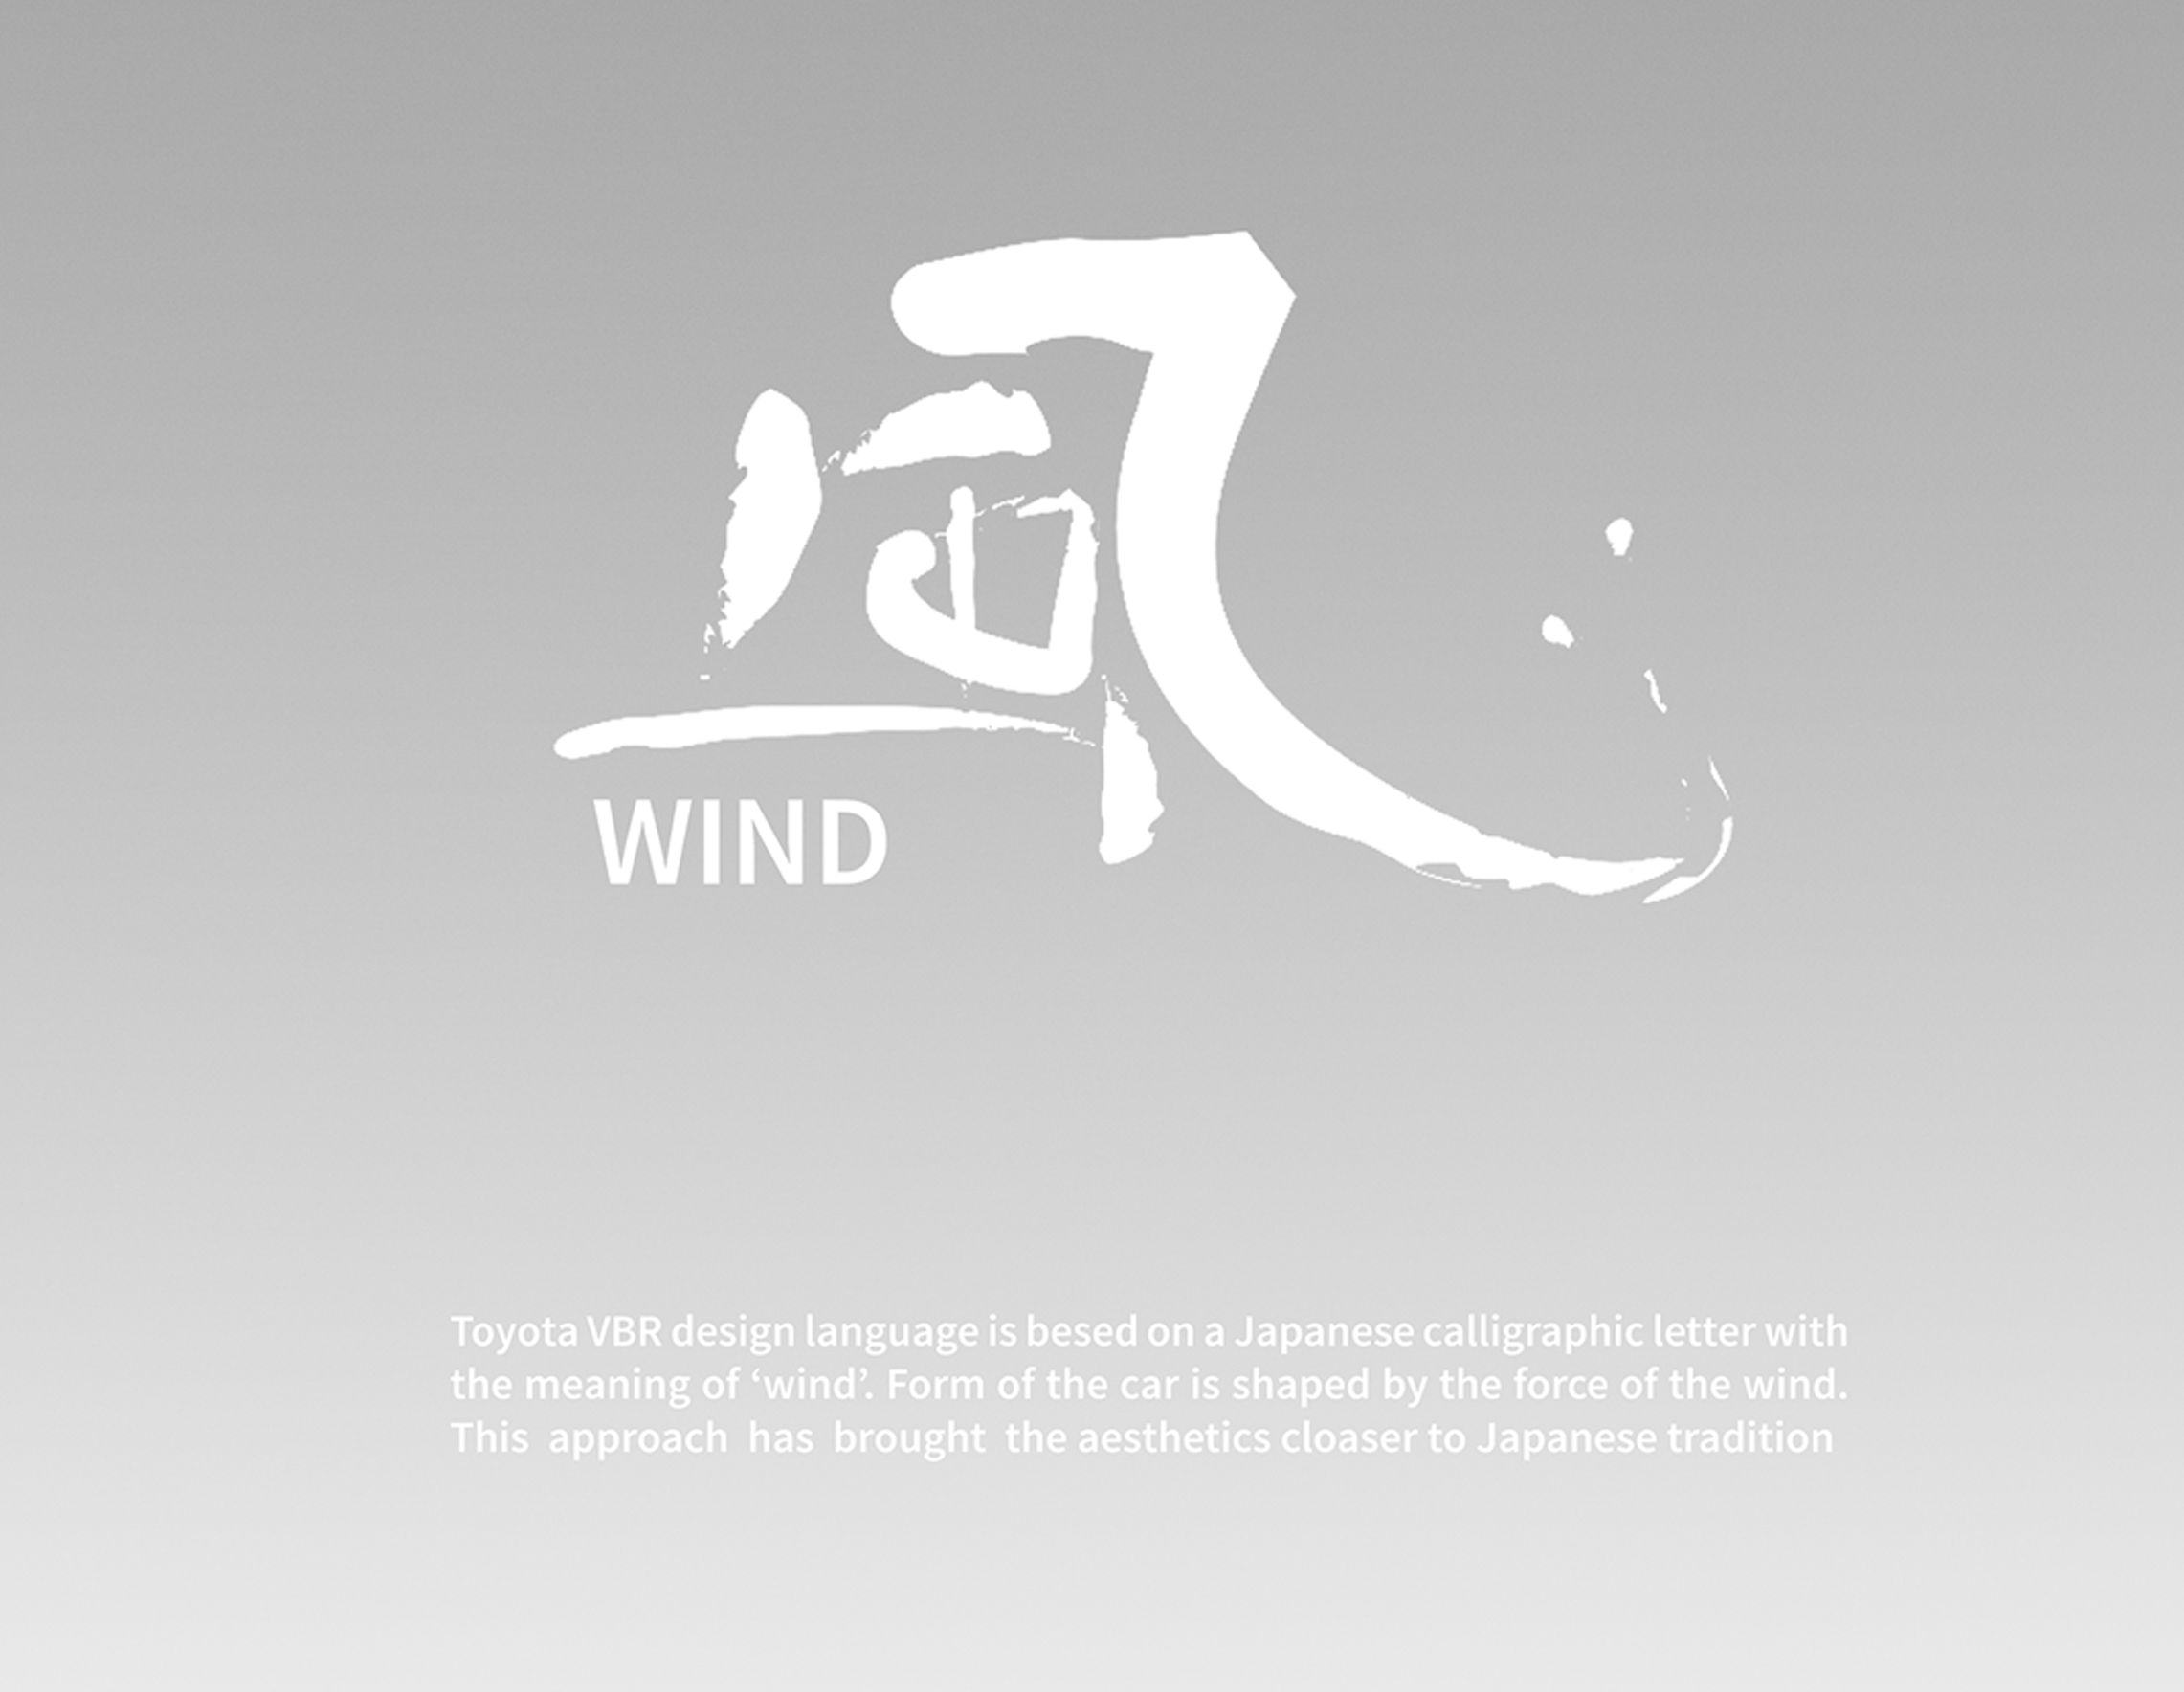 風
WIND
Toyota VBR design language is besed on a Japanese calligraphic letter with
the meaning of ‘wind’. Form of the car is shaped by the force of the wind.
This approach has brought the aesthetics cloaser to Japanese tradition